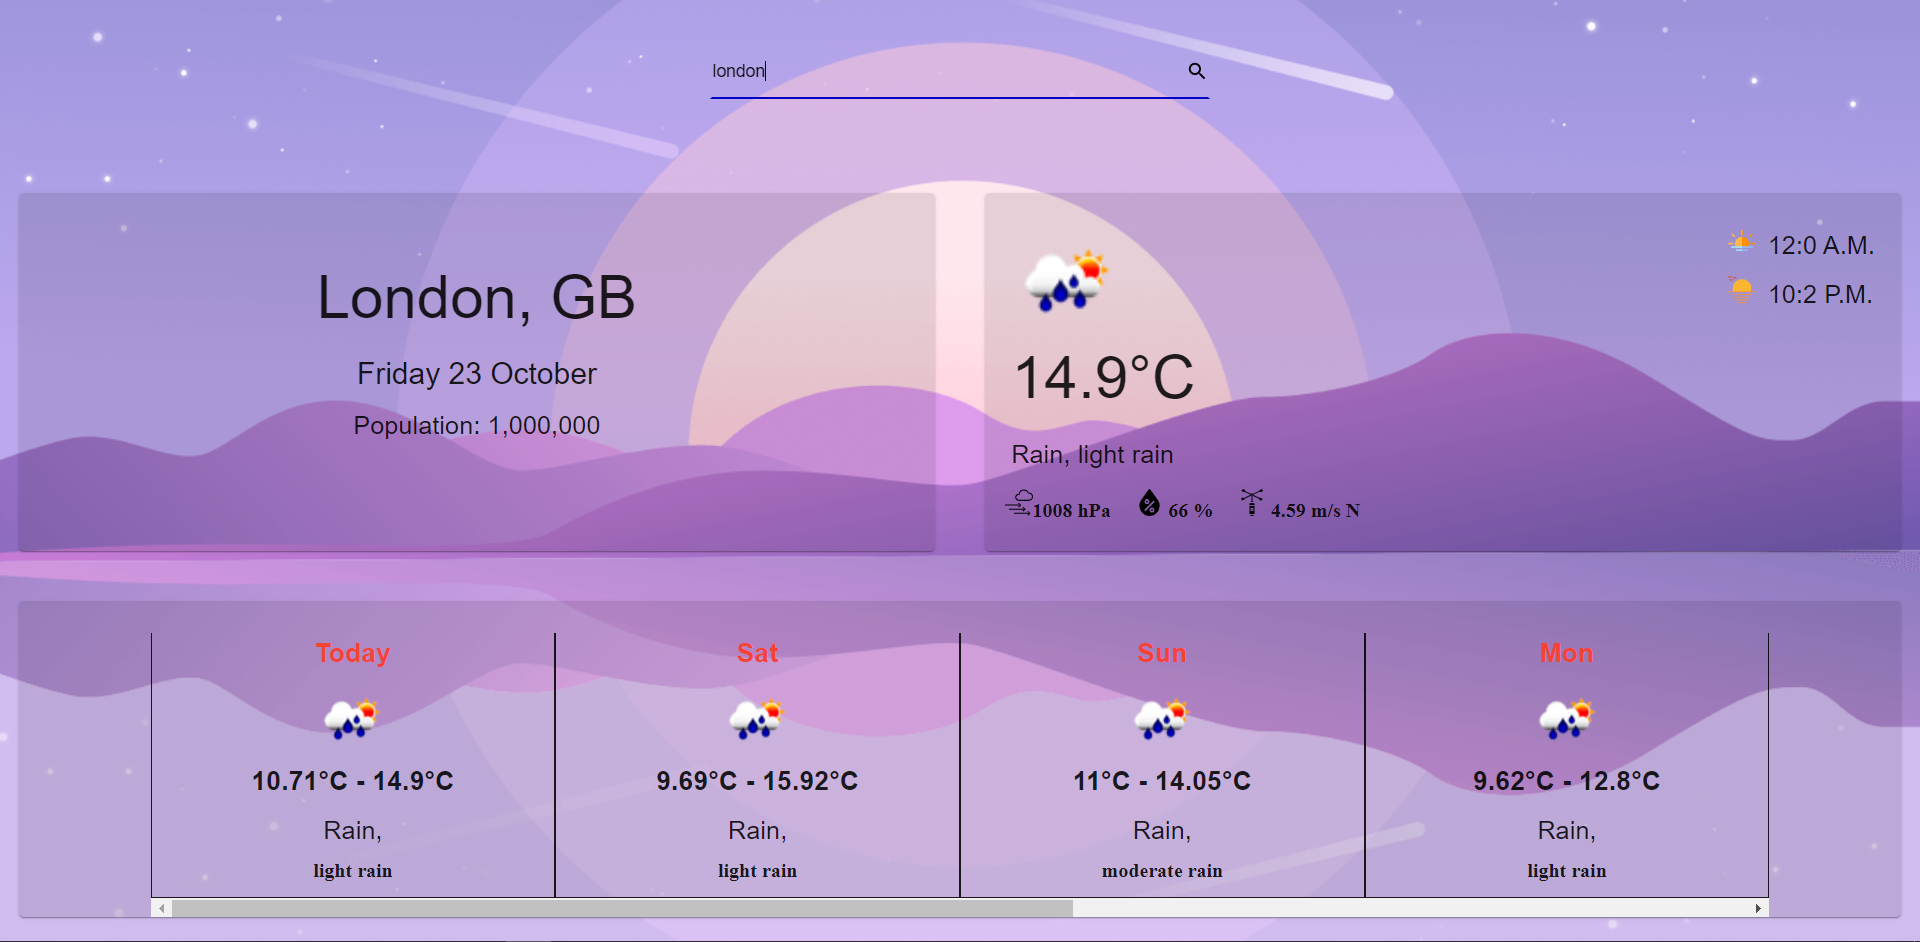 london
London, GB
Friday 23 October
Population: 1,000,000
12:0 A.M.
10:2 P.M.
14.9°C
Rain, light rain
1008 hPa 66 % 4.59 m/s N
Today Sat Sun Mon
10.71°C - 14.9°C 9.69°C - 15.92°C 11°C - 14.05°C 9.62°C - 12.8°C
Rain, Rain, Rain, Rain,
light rain light rain moderate rain light rain